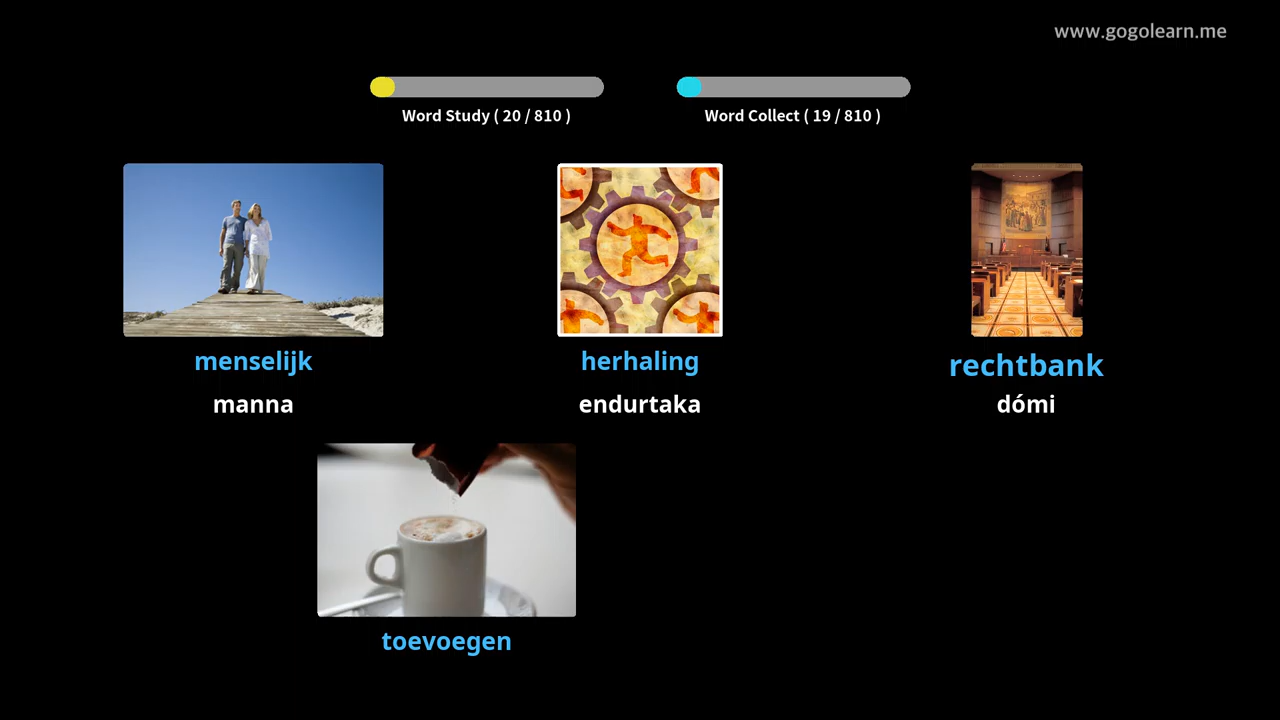 www.gogolearn.me
Word Study ( 20 / 810 )
Word Collect ( 19 / 810 )
menselijk
herhaling
rechtbank
manna
endurtaka
dómi
toevoegen